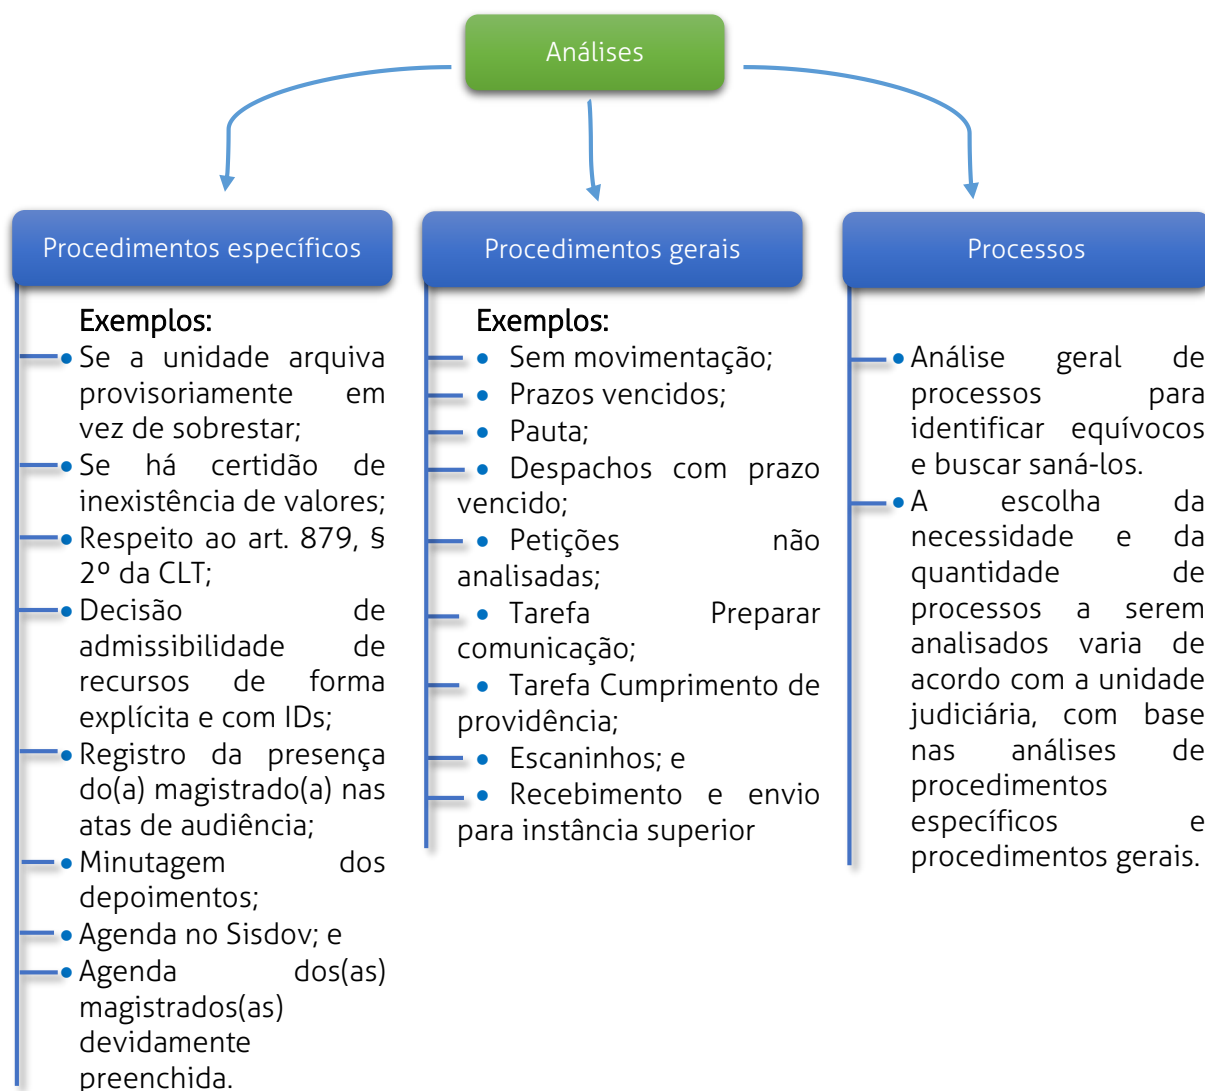 Análises
Procedimentos específicos
Exemplos:
• Se a unidade arquiva
provisoriamente em
vez de sobrestar;
• Se há certidão de
inexistência de valores;
• Respeito ao art. 879, §
2º da CLT;
• Decisão de
admissibilidade de
recursos de forma
explícita e com IDs;
• Registro da presença
do(a) magistrado(a) nas
atas de audiência;
• Minutagem dos
depoimentos;
• Agenda no Sisdov; e
• Agenda dos(as)
magistrados(as)
devidamente
preenchida.
Procedimentos gerais
Exemplos:
• Sem movimentação;
• Prazos vencidos;
• Pauta;
• Despachos com prazo
vencido;
• Petições não
analisadas;
• Tarefa Preparar
comunicação;
• Tarefa Cumprimento de
providência;
• Escaninhos; e
• Recebimento e envio
para instância superior
Processos
• Análise geral de
processos para
identificar equívocos
e buscar saná-los.
• A escolha da
necessidade e da
quantidade de
processos a serem
analisados varia de
acordo com a unidade
judiciária, com base
nas análises de
procedimentos
específicos e
procedimentos gerais.